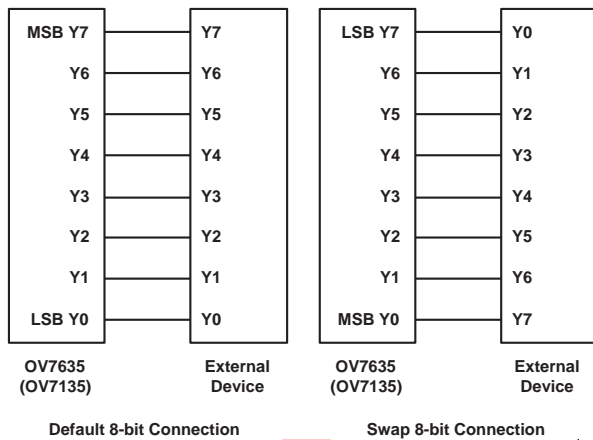 MSB Y7 Y7 LSB Y7 Y0
Y6 Y6 Y6 Y1
Y5 Y5 Y5 Y2
Y4 Y4 Y4 Y3
Y3 Y3 Y3 Y4
Y2 Y2 Y2 Y5
Y1 Y1 Y1 Y6
LSB Y0 Y0 MSB Y0 Y7
OV7635 External OV7635 External
(OV7135) Device (OV7135) Device
Default 8-bit Connection Swap 8-bit Connection